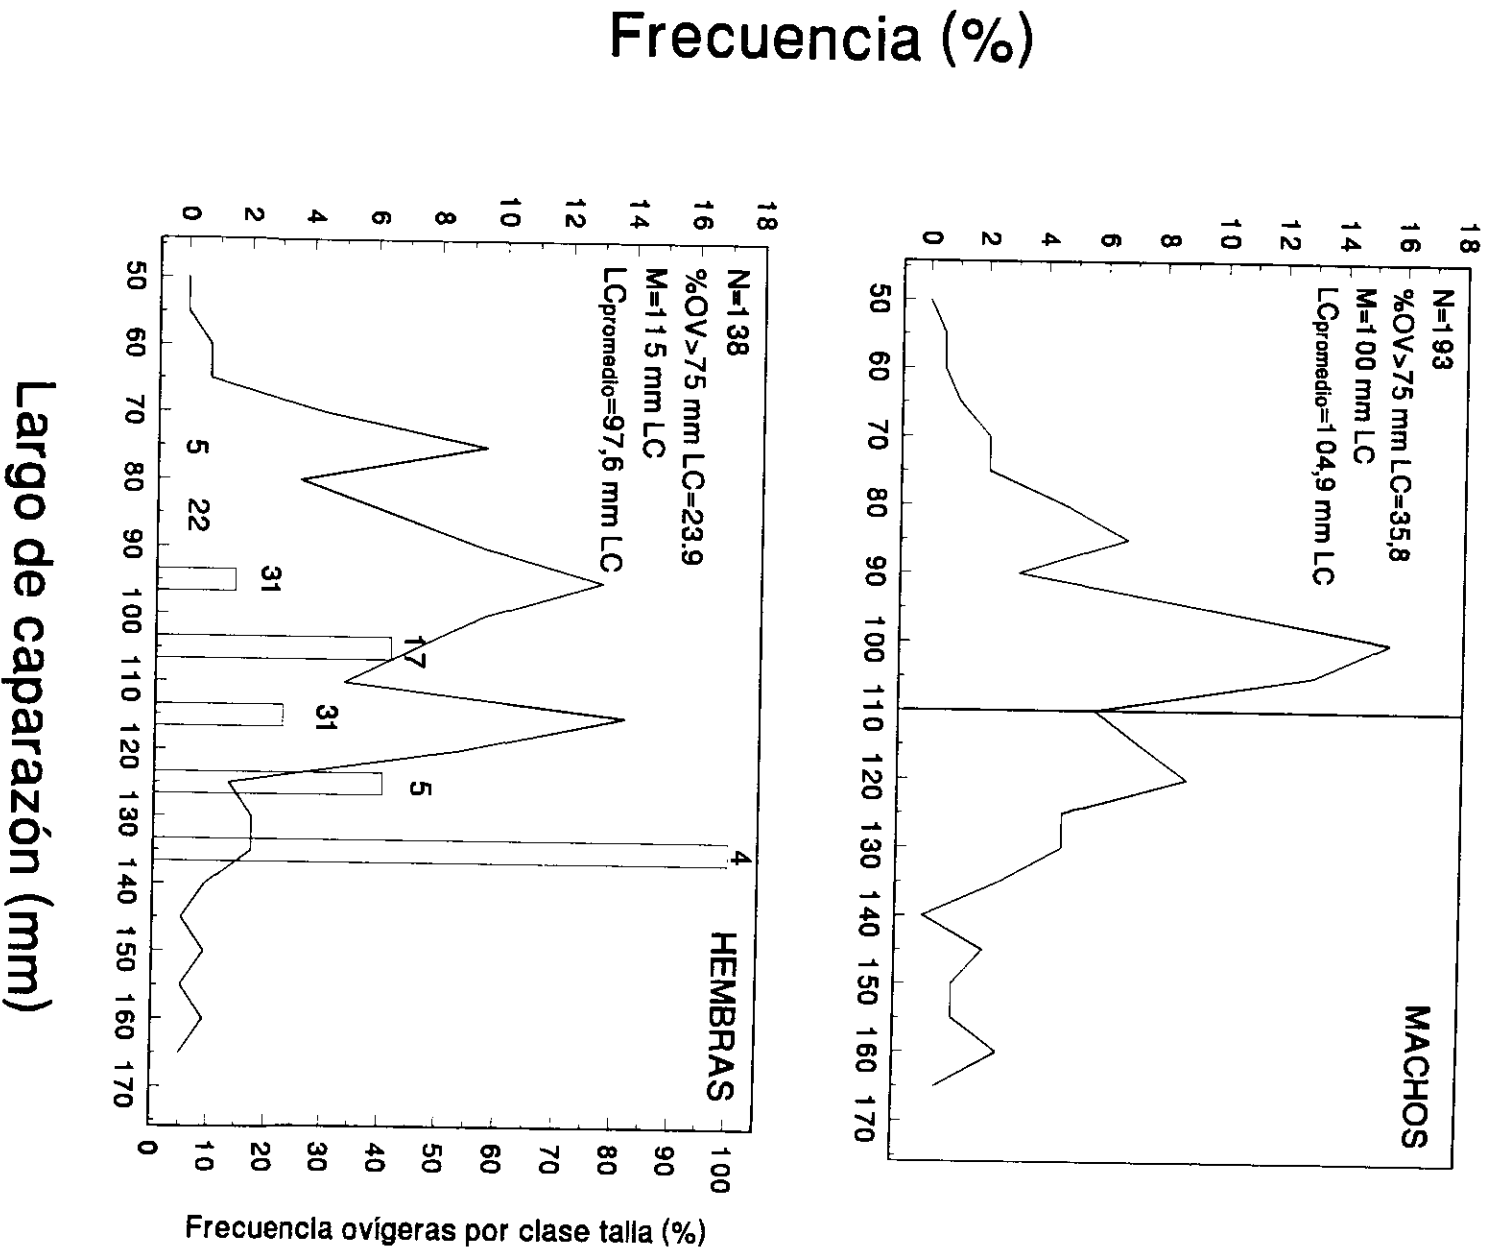 Frecuencia (%)
18
16
14
12
10
8
6
4
2
0
N=193
%OV>75 mm LC=35,8
M=100 mm LC
LCpromedio=104,9 mm LC
MACHOS
50 60 70 80 90 100 110 120 130 140 150 160 170
18
16
14
12
10
8
6
4
2
0
N=138
%OV>75 mm LC=23.9
M=115 mm LC
LCpromedio=97,6 mm LC
HEMBRAS
5 22 31 17 31 5 4
100
90
80
70
60
50
40
30
20
10
0
Frecuencia ovígeras por clase talla (%)
50 60 70 80 90 100 110 120 130 140 150 160 170
Largo de caparazón (mm)